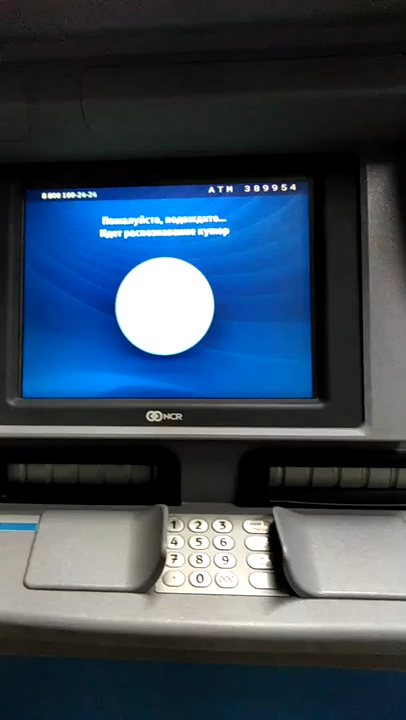 8 800 100-24-24
ATM 389954
Пожалуйста, подождите...
Идет распознавание купюр
NCR
1 2 3
4 5 6
7 8 9
. 0 000